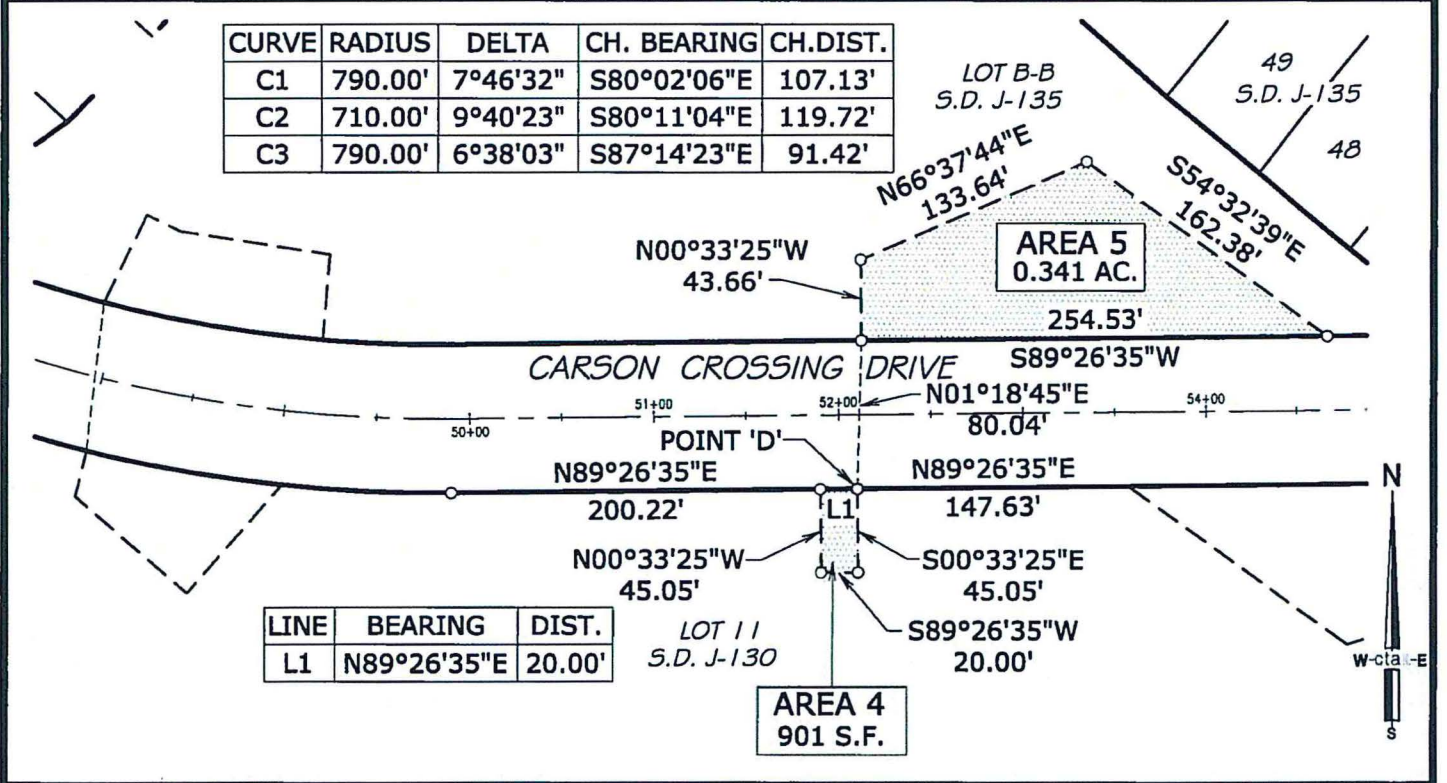 CURVE RADIUS DELTA CH. BEARING CH.DIST.
C1 790.00' 7°46'32" S80°02'06"E 107.13'
C2 710.00' 9°40'23" S80°11'04"E 119.72'
C3 790.00' 6°38'03" S87°14'23"E 91.42'
LOT B-B
S.D. J-135
49
S.D. J-135
48
N66°37'44"E
133.64'
S54°32'39"E
162.38'
N00°33'25"W
43.66'
AREA 5
0.341 AC.
254.53'
S89°26'35"W
CARSON CROSSING DRIVE
N01°18'45"E
80.04'
50+00
51+00
52+00
54+00
POINT 'D'
N89°26'35"E
200.22'
N89°26'35"E
147.63'
L1
N00°33'25"W
45.05'
S00°33'25"E
45.05'
S89°26'35"W
20.00'
LINE BEARING DIST.
L1 N89°26'35"E 20.00'
LOT 11
S.D. J-130
AREA 4
901 S.F.
N
W-cta-E
S